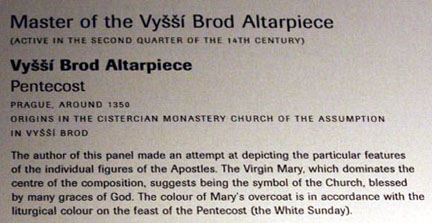 Master of the Vyšší Brod Altarpiece
(ACTIVE IN THE SECOND QUARTER OF THE 14TH CENTURY)
Vyšší Brod Altarpiece
Pentecost
PRAGUE, AROUND 1350
ORIGINS IN THE CISTERCIAN MONASTERY CHURCH OF THE ASSUMPTION
IN VYŠŠÍ BROD
The author of this panel made an attempt at depicting the particular features
of the individual figures of the Apostles. The Virgin Mary, which dominates the
centre of the composition, suggests being the symbol of the Church, blessed
by many graces of God. The colour of Mary's overcoat is in accordance with the
liturgical colour on the feast of the Pentecost (the White Sunday).